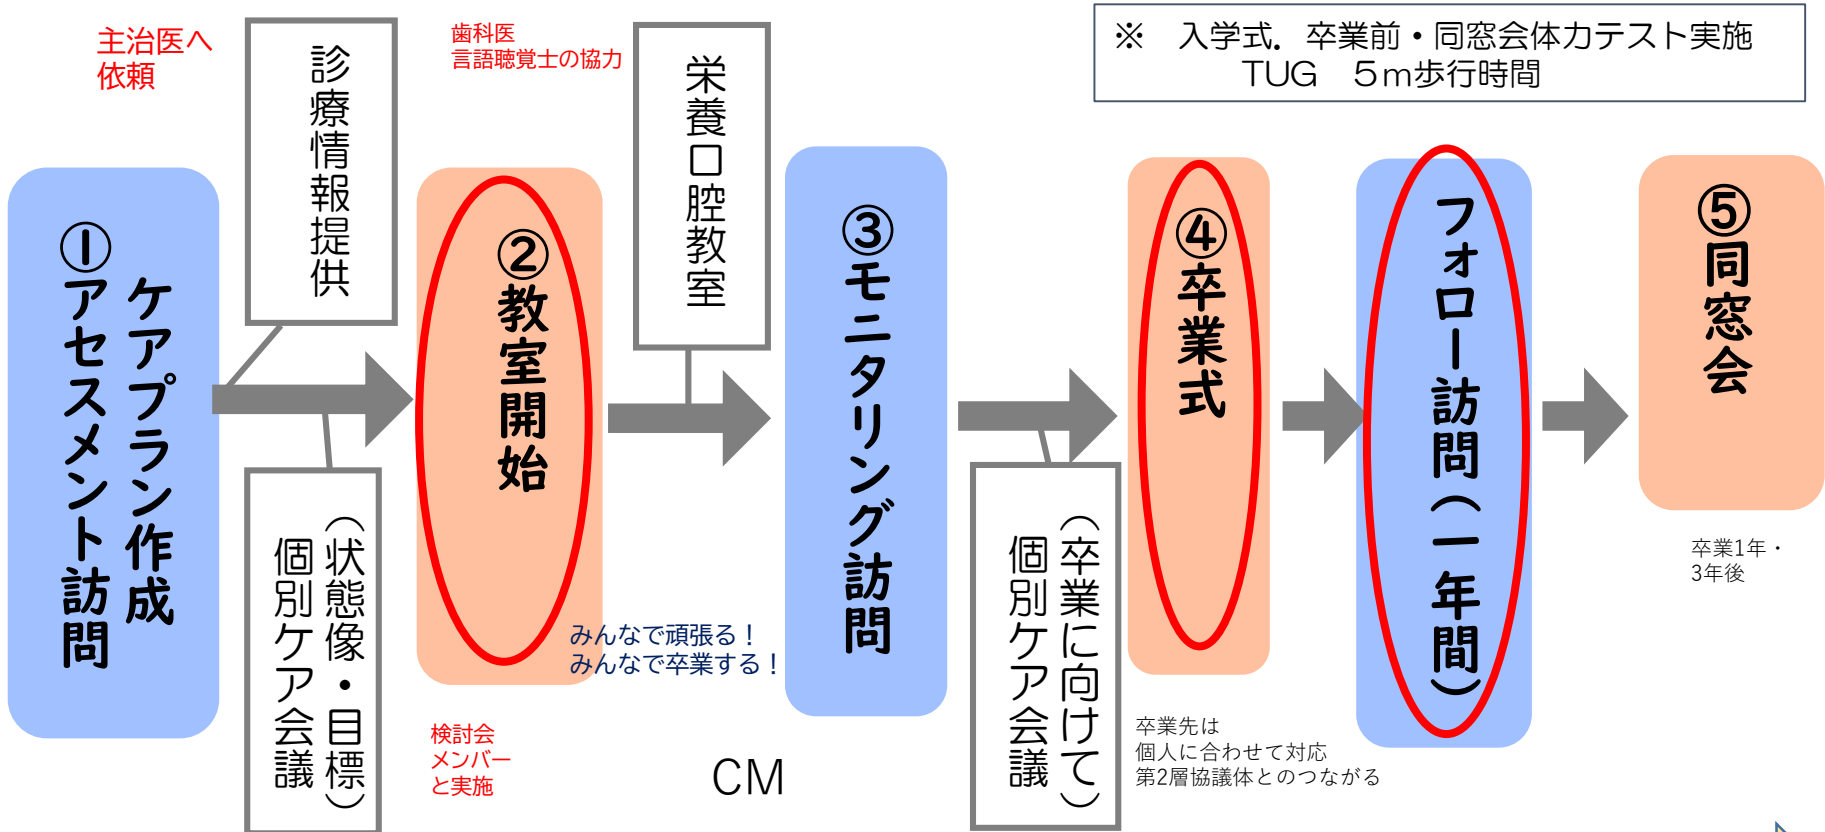 主治医へ
依頼
診療情報提供
歯科医
言語聴覚士の協力
栄養口腔教室
※　入学式．卒業前・同窓会体力テスト実施
TUG　５ｍ歩行時間
①アセスメント訪問
ケアプラン作成
②教室開始
③モニタリング訪問
④卒業式
フォロー訪問（一年間）
⑤同窓会
（状態像・目標）
個別ケア会議
みんなで頑張る！
みんなで卒業する！
検討会
メンバー
と実施
CM
（卒業に向けて）
個別ケア会議
卒業先は
個人に合わせて対応
第2層協議体とのつながる
卒業1年・
3年後